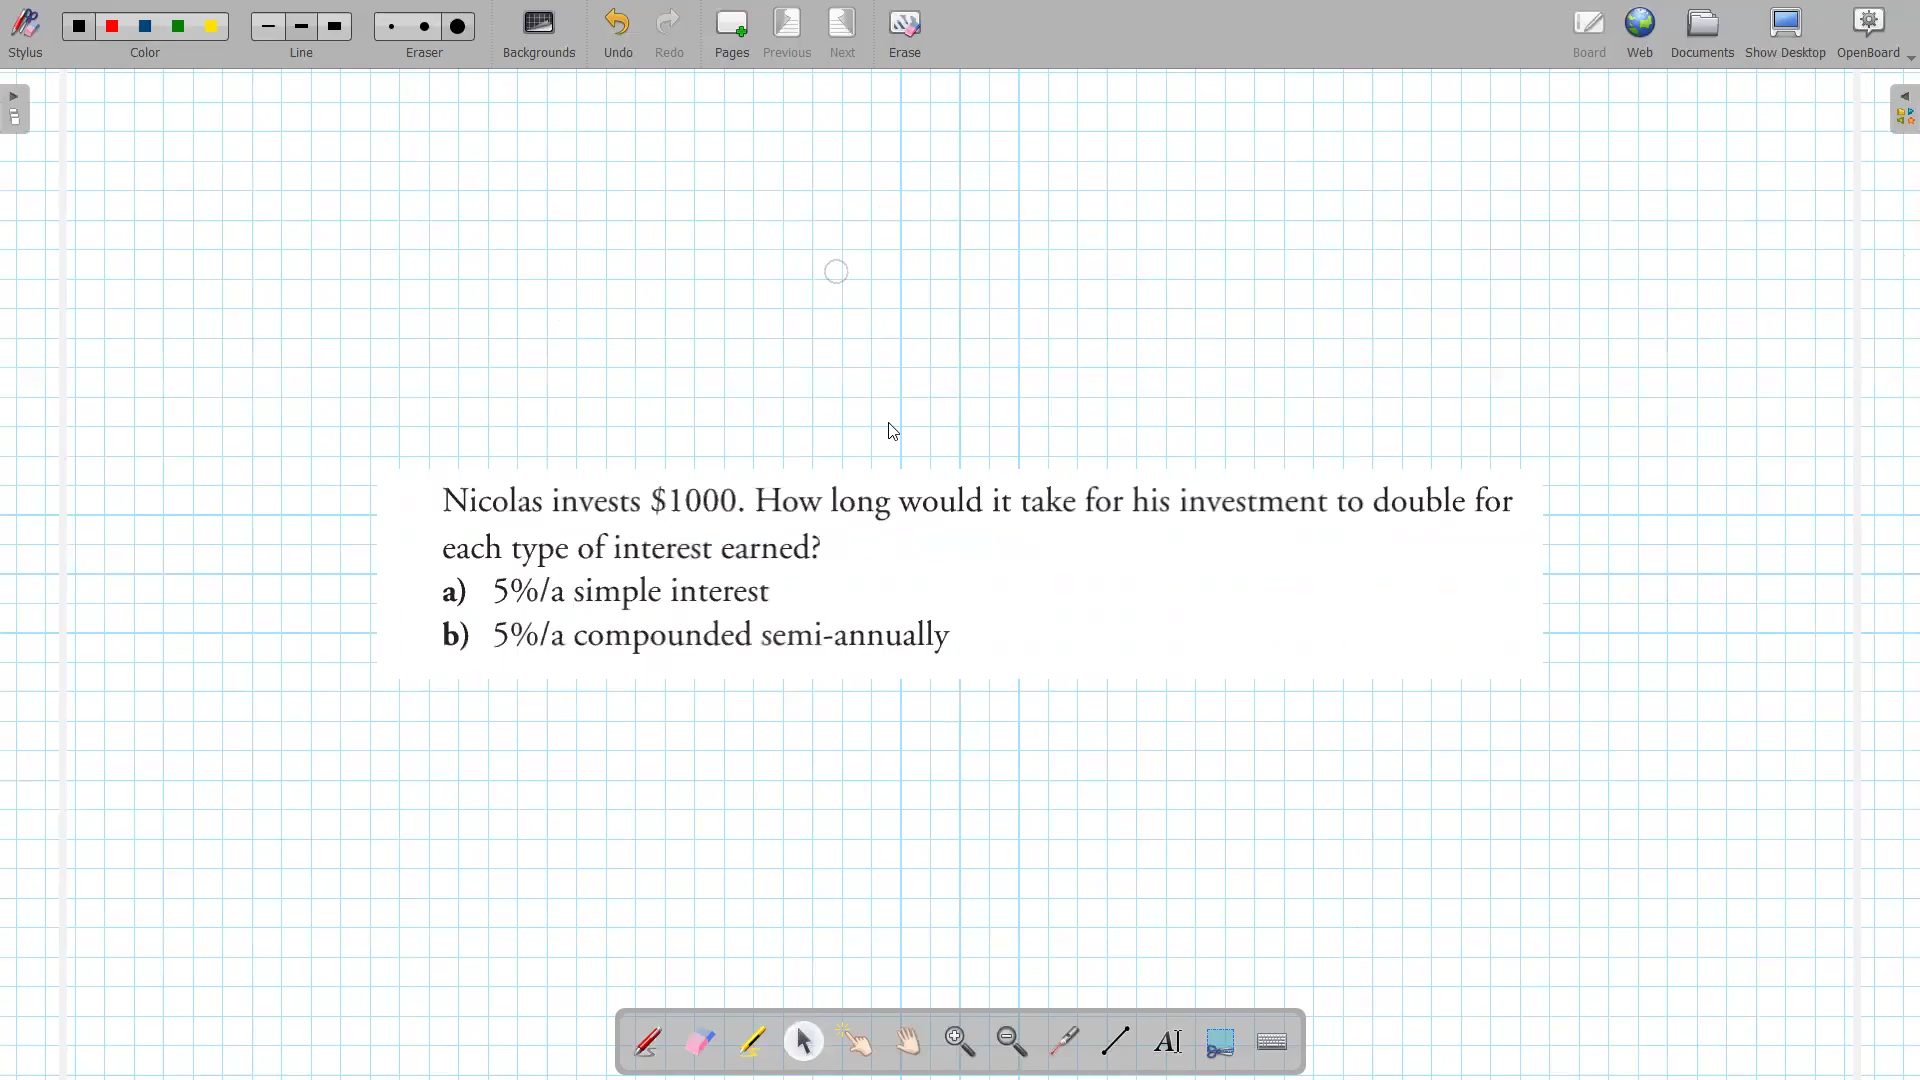 Stylus Color Line Eraser Backgrounds Undo Redo Pages Previous Next Erase Board Web Documents Show Desktop OpenBoard
Nicolas invests $1000. How long would it take for his investment to double for
each type of interest earned?
a) 5%/a simple interest
b) 5%/a compounded semi-annually